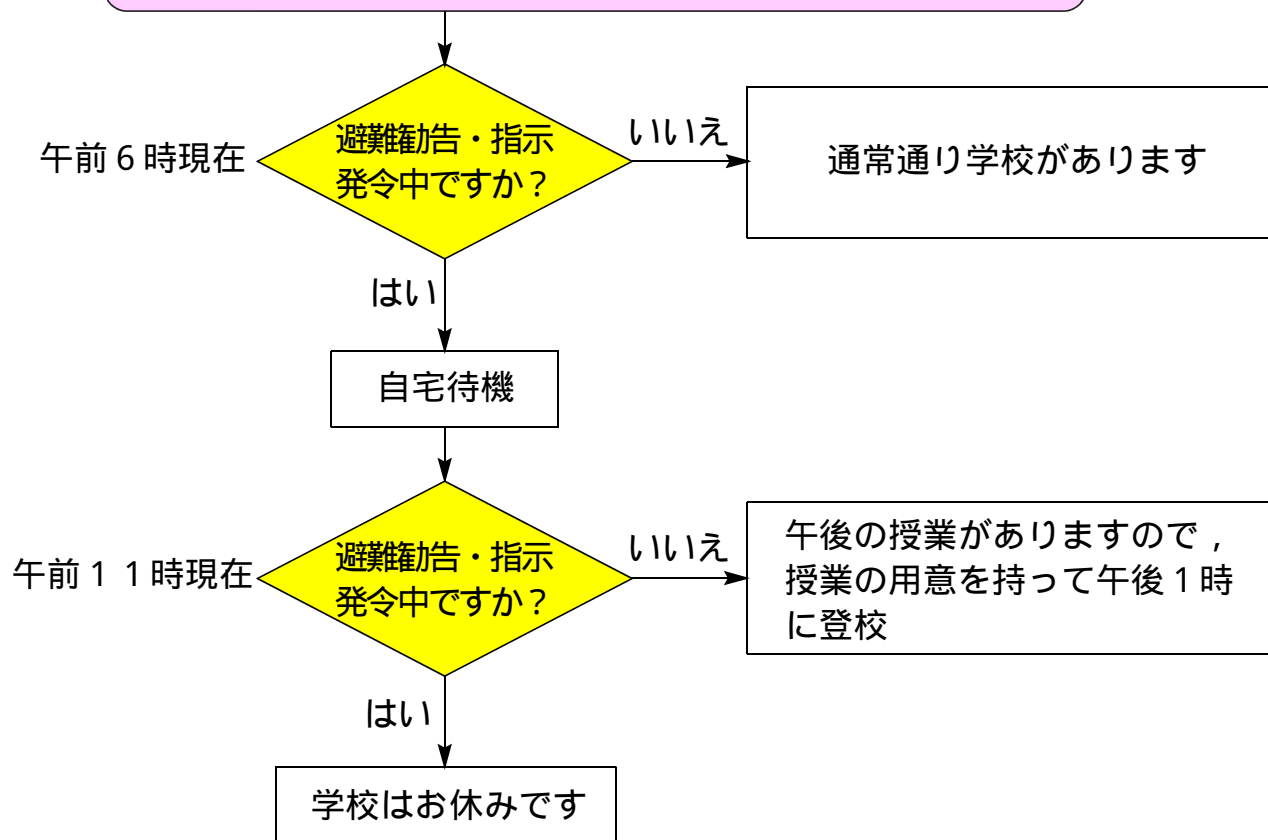 午前６時現在
避難勧告・指示
発令中ですか？
いいえ
通常通り学校があります
はい
自宅待機
午前１１時現在
避難勧告・指示
発令中ですか？
いいえ
午後の授業がありますので，
授業の用意を持って午後１時
に登校
はい
学校はお休みです